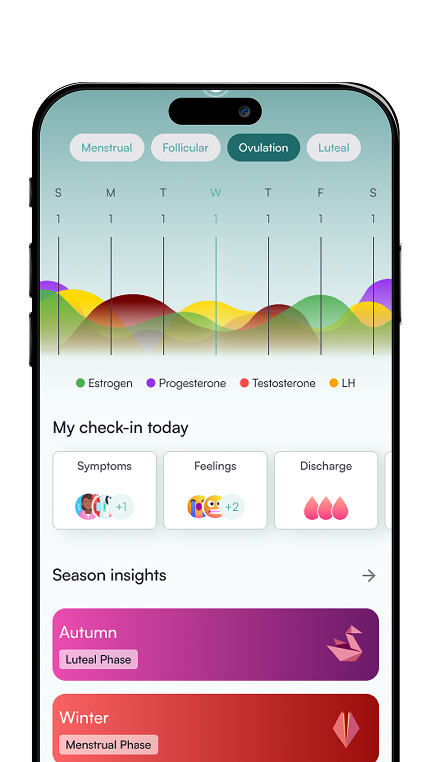 Menstrual Follicular Ovulation Luteal
S M T W T F S
1 1 1 1 1 1 1
Estrogen Progesterone Testosterone LH
My check-in today
Symptoms Feelings Discharge
+1 +2
Season insights
Autumn
Luteal Phase
Winter
Menstrual Phase